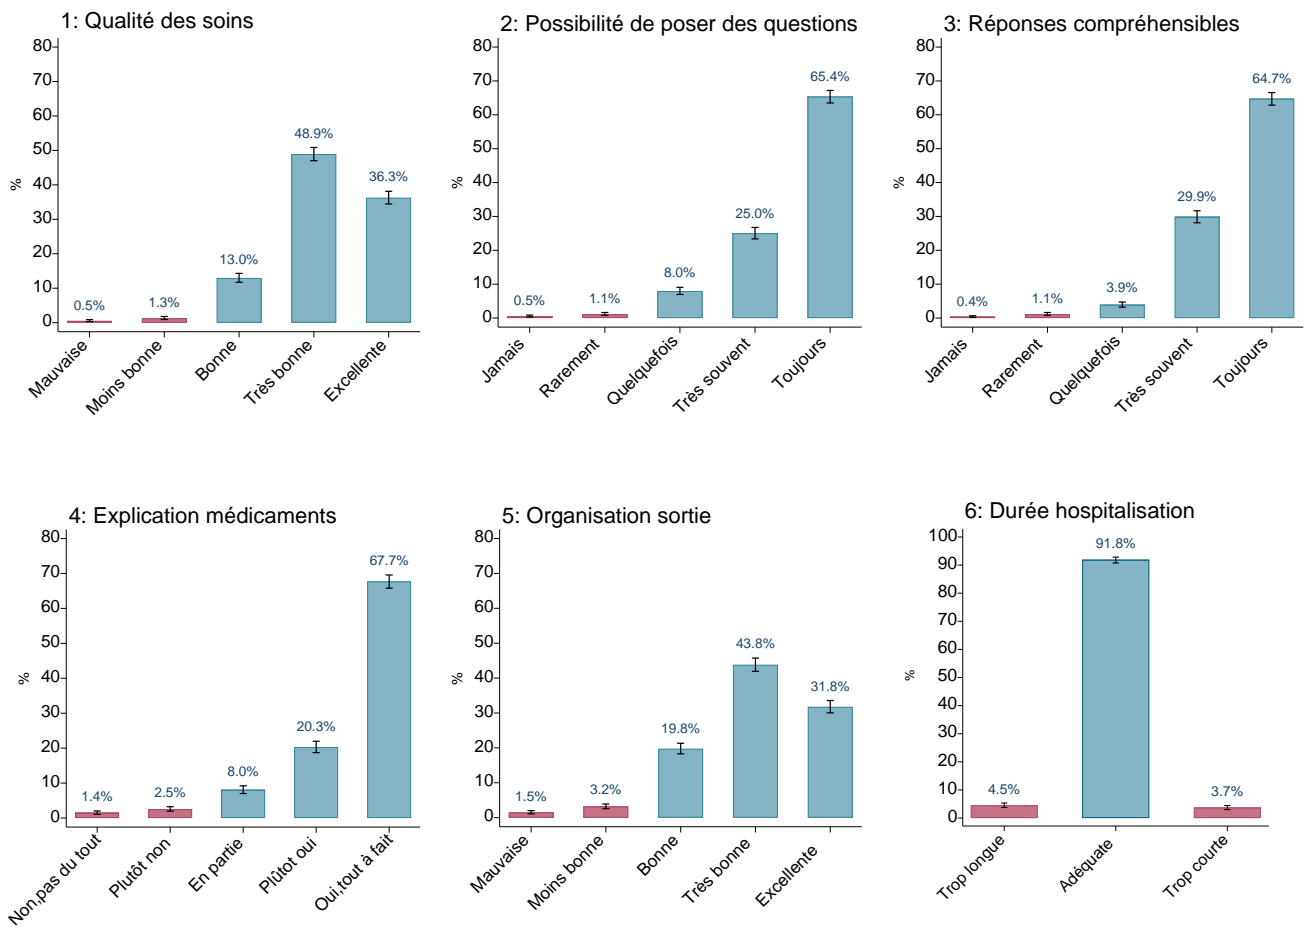 1: Qualité des soins
80
70
60
50
40
30
20
10
0
%
0.5%
1.3%
13.0%
48.9%
36.3%
Mauvaise
Moins bonne
Bonne
Très bonne
Excellente
2: Possibilité de poser des questions
80
70
60
50
40
30
20
10
0
%
0.5%
1.1%
8.0%
25.0%
65.4%
Jamais
Rarement
Quelquefois
Très souvent
Toujours
3: Réponses compréhensibles
80
70
60
50
40
30
20
10
0
%
0.4%
1.1%
3.9%
29.9%
64.7%
Jamais
Rarement
Quelquefois
Très souvent
Toujours
4: Explication médicaments
80
70
60
50
40
30
20
10
0
%
1.4%
2.5%
8.0%
20.3%
67.7%
Non,pas du tout
Plutôt non
En partie
Plûtot oui
Oui,tout à fait
5: Organisation sortie
80
70
60
50
40
30
20
10
0
%
1.5%
3.2%
19.8%
43.8%
31.8%
Mauvaise
Moins bonne
Bonne
Très bonne
Excellente
6: Durée hospitalisation
100
90
80
70
60
50
40
30
20
10
0
%
4.5%
91.8%
3.7%
Trop longue
Adéquate
Trop courte